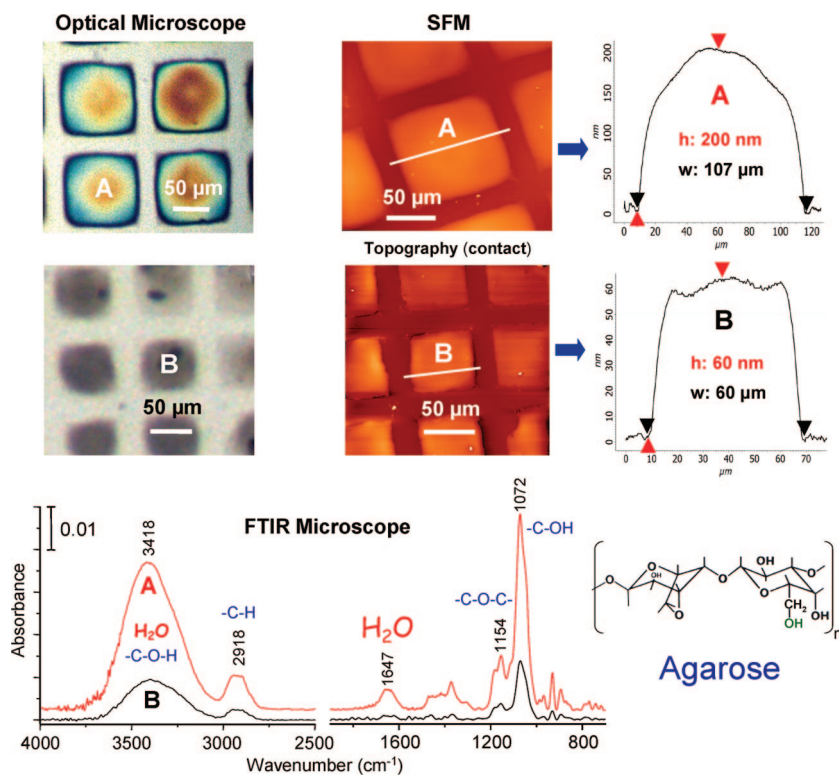 Optical Microscope
SFM
A
50 µm
A
50 µm
200
150
100
50
0
nm
A
h: 200 nm
w: 107 µm
0 20 40 60 80 100 120
µm
Topography (contact)
B
50 µm
B
50 µm
60
50
40
30
20
10
0
nm
B
h: 60 nm
w: 60 µm
0 10 20 30 40 50 60 70
µm
0.01
FTIR Microscope
3418
A
H₂O
-C-O-H
B
-C-H
2918
H₂O
1647
-C-O-C-
1154
1072
-C-OH
Absorbance
4000 3500 3000 2500 1600 1200 800
Wavenumber (cm⁻¹)
O
O
OH
O
O
O
OH
O
O
CH₂
OH
OH
n
Agarose